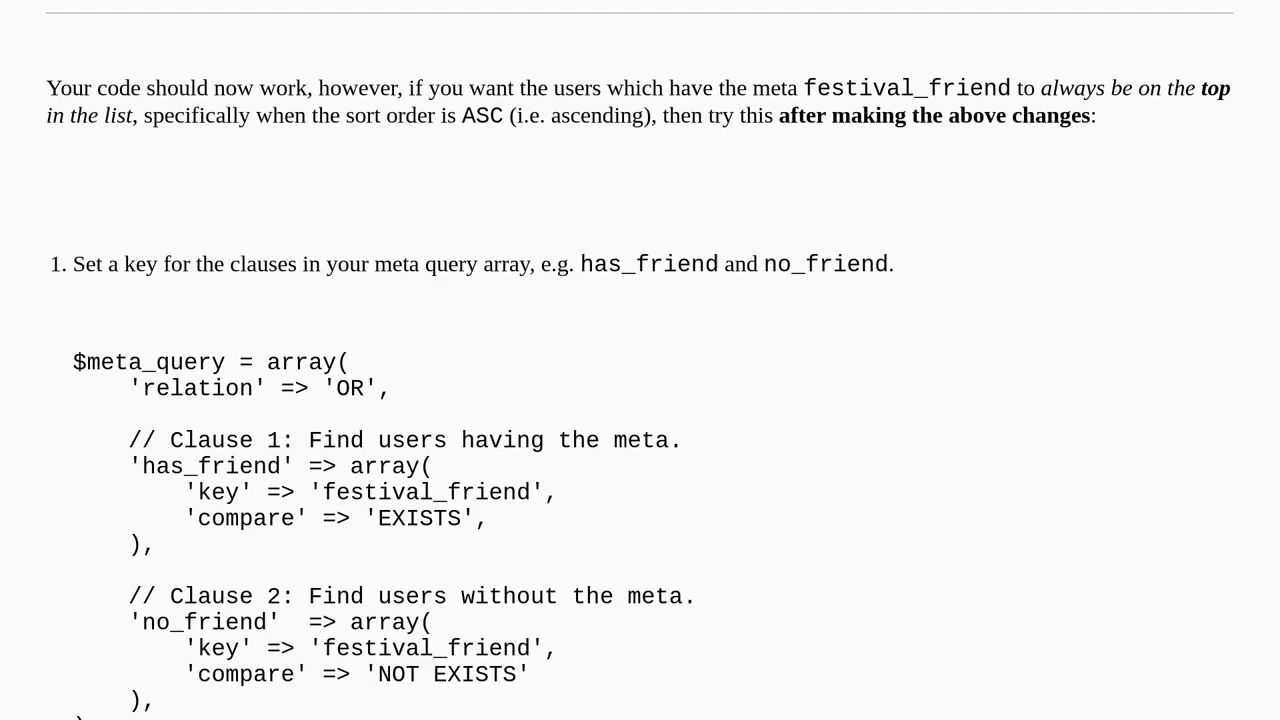 Your code should now work, however, if you want the users which have the meta festival_friend to always be on the top
in the list, specifically when the sort order is ASC (i.e. ascending), then try this after making the above changes:
1. Set a key for the clauses in your meta query array, e.g. has_friend and no_friend.
$meta_query = array(
    'relation' => 'OR',
    // Clause 1: Find users having the meta.
    'has_friend' => array(
        'key' => 'festival_friend',
        'compare' => 'EXISTS',
    ),
    // Clause 2: Find users without the meta.
    'no_friend'  => array(
        'key' => 'festival_friend',
        'compare' => 'NOT EXISTS'
    ),